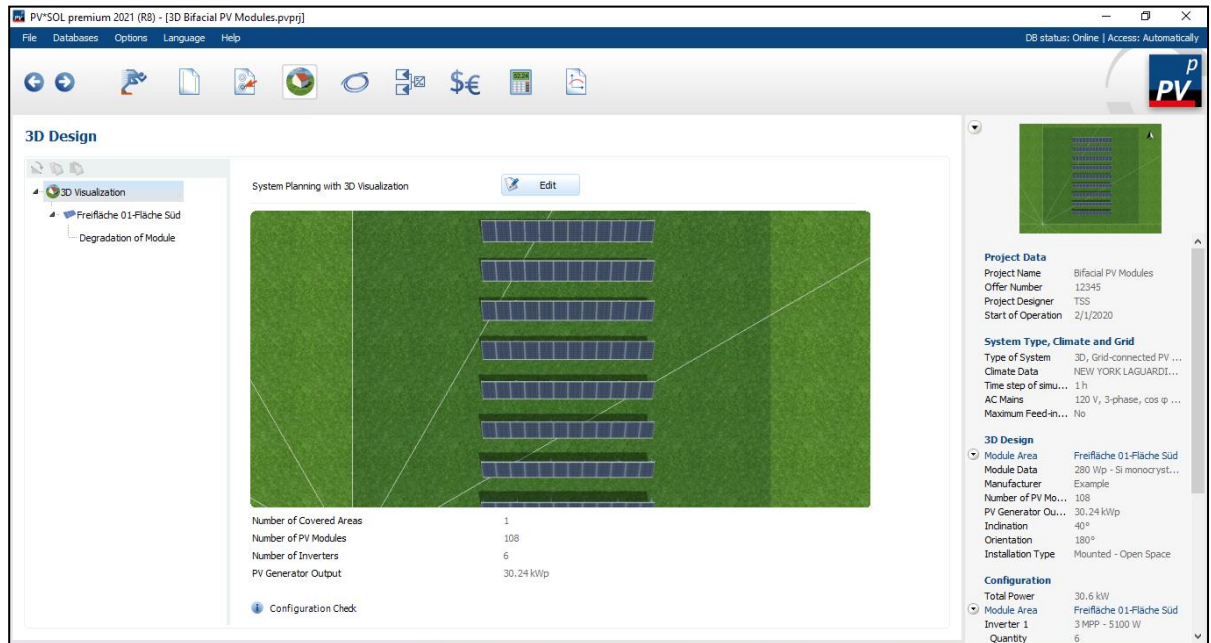 PV*SOL premium 2021 (R8) - [3D Bifacial PV Modules.pvprj]
File Databases Options Language Help DB status: Online | Access: Automatically
$€
p
PV
3D Design
3D Visualization
Freifläche 01-Fläche Süd
Degradation of Module
System Planning with 3D Visualization Edit
Number of Covered Areas 1
Number of PV Modules 108
Number of Inverters 6
PV Generator Output 30.24 kWp
Configuration Check
Project Data
Project Name Bifacial PV Modules
Offer Number 12345
Project Designer TSS
Start of Operation 2/1/2020
System Type, Climate and Grid
Type of System 3D, Grid-connected PV ...
Climate Data NEW YORK LAGUARDI...
Time step of simu... 1 h
AC Mains 120 V, 3-phase, cos φ ...
Maximum Feed-in... No
3D Design
Module Area Freifläche 01-Fläche Süd
Module Data 280 Wp - Si monocryst...
Manufacturer Example
Number of PV Mo... 108
PV Generator Ou... 30.24 kWp
Inclination 40°
Orientation 180°
Installation Type Mounted - Open Space
Configuration
Total Power 30.6 kW
Module Area Freifläche 01-Fläche Süd
Inverter 1 3 MPP - 5100 W
Quantity 6